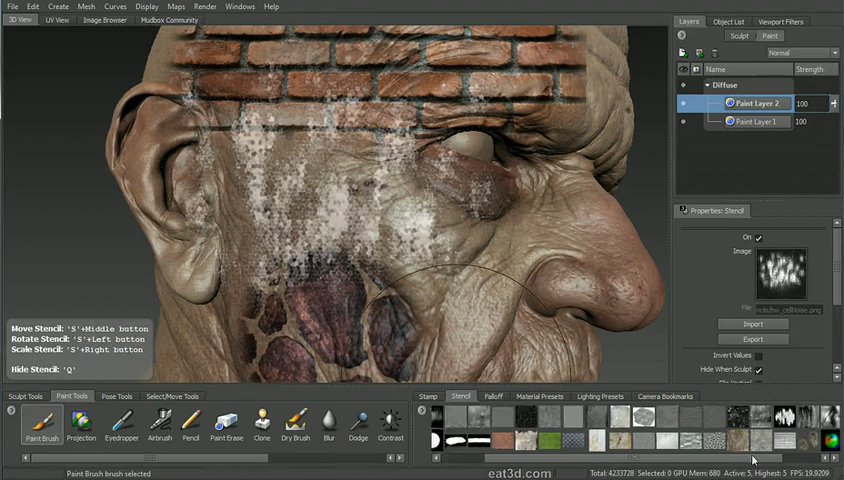 File Edit Create Mesh Curves Display Maps Render Windows Help
3D View UV View Image Browser Mudbox Community
Layers Object List Viewport Filters
Sculpt Paint
Normal
Name Strength
Diffuse
Paint Layer 2 100
Paint Layer 1 100
Properties: Stencil
On
Image
File ncils/bw_cellNoise.png
Import
Export
Invert Values
Hide When Sculpt
Move Stencil: 'S'+Middle button
Rotate Stencil: 'S'+Left button
Scale Stencil: 'S'+Right button
Hide Stencil: 'Q'
Sculpt Tools Paint Tools Pose Tools Select/Move Tools
Stamp Stencil Falloff Material Presets Lighting Presets Camera Bookmarks
Paint Brush Projection Eyedropper Airbrush Pencil Paint Erase Clone Dry Brush Blur Dodge Contrast
Paint Brush brush selected
eat3d.com
Total: 4233728 Selected: 0 GPU Mem: 680 Active: 5, Highest: 5 FPS: 19.9209